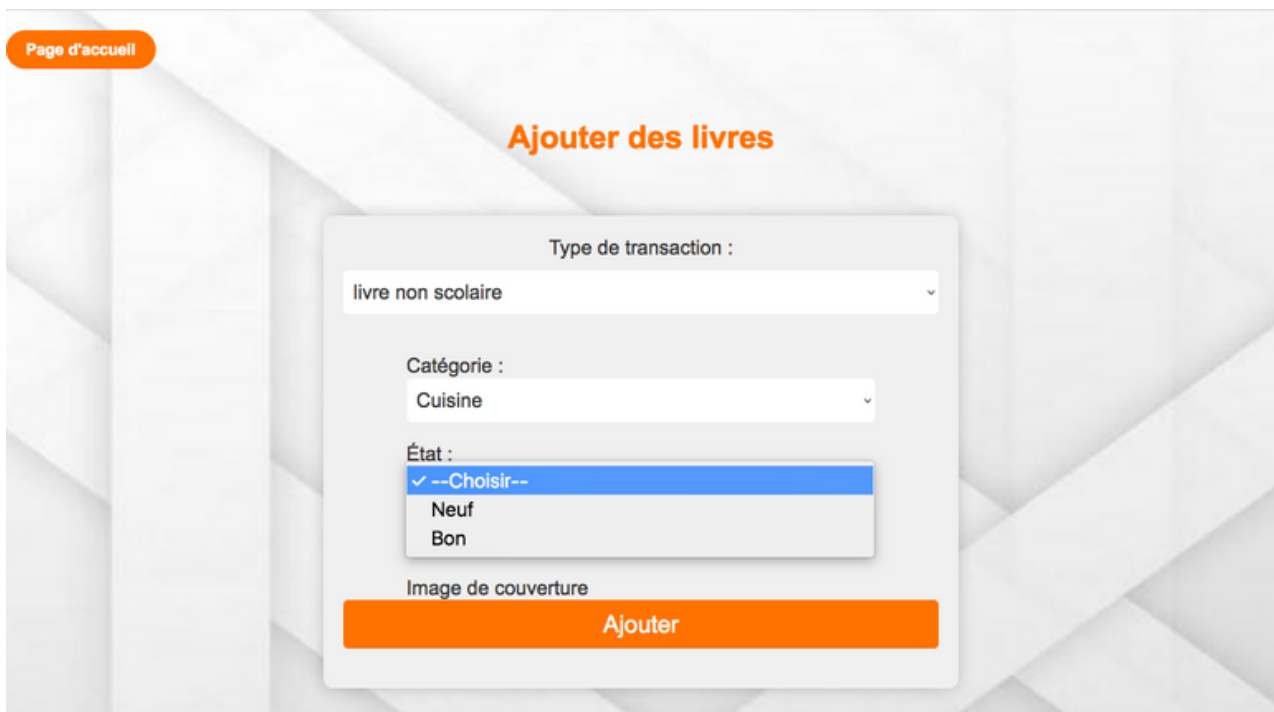 Page d'accueil
Ajouter des livres
Type de transaction :
livre non scolaire
Catégorie :
Cuisine
État :
✓ --Choisir--
Neuf
Bon
Image de couverture
Ajouter